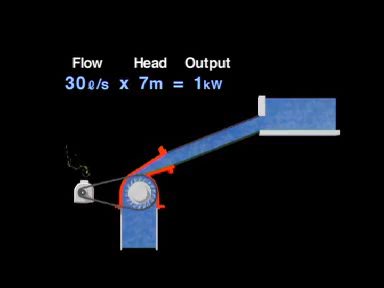 Flow Head Output
30ℓ/s x 7m = 1kW